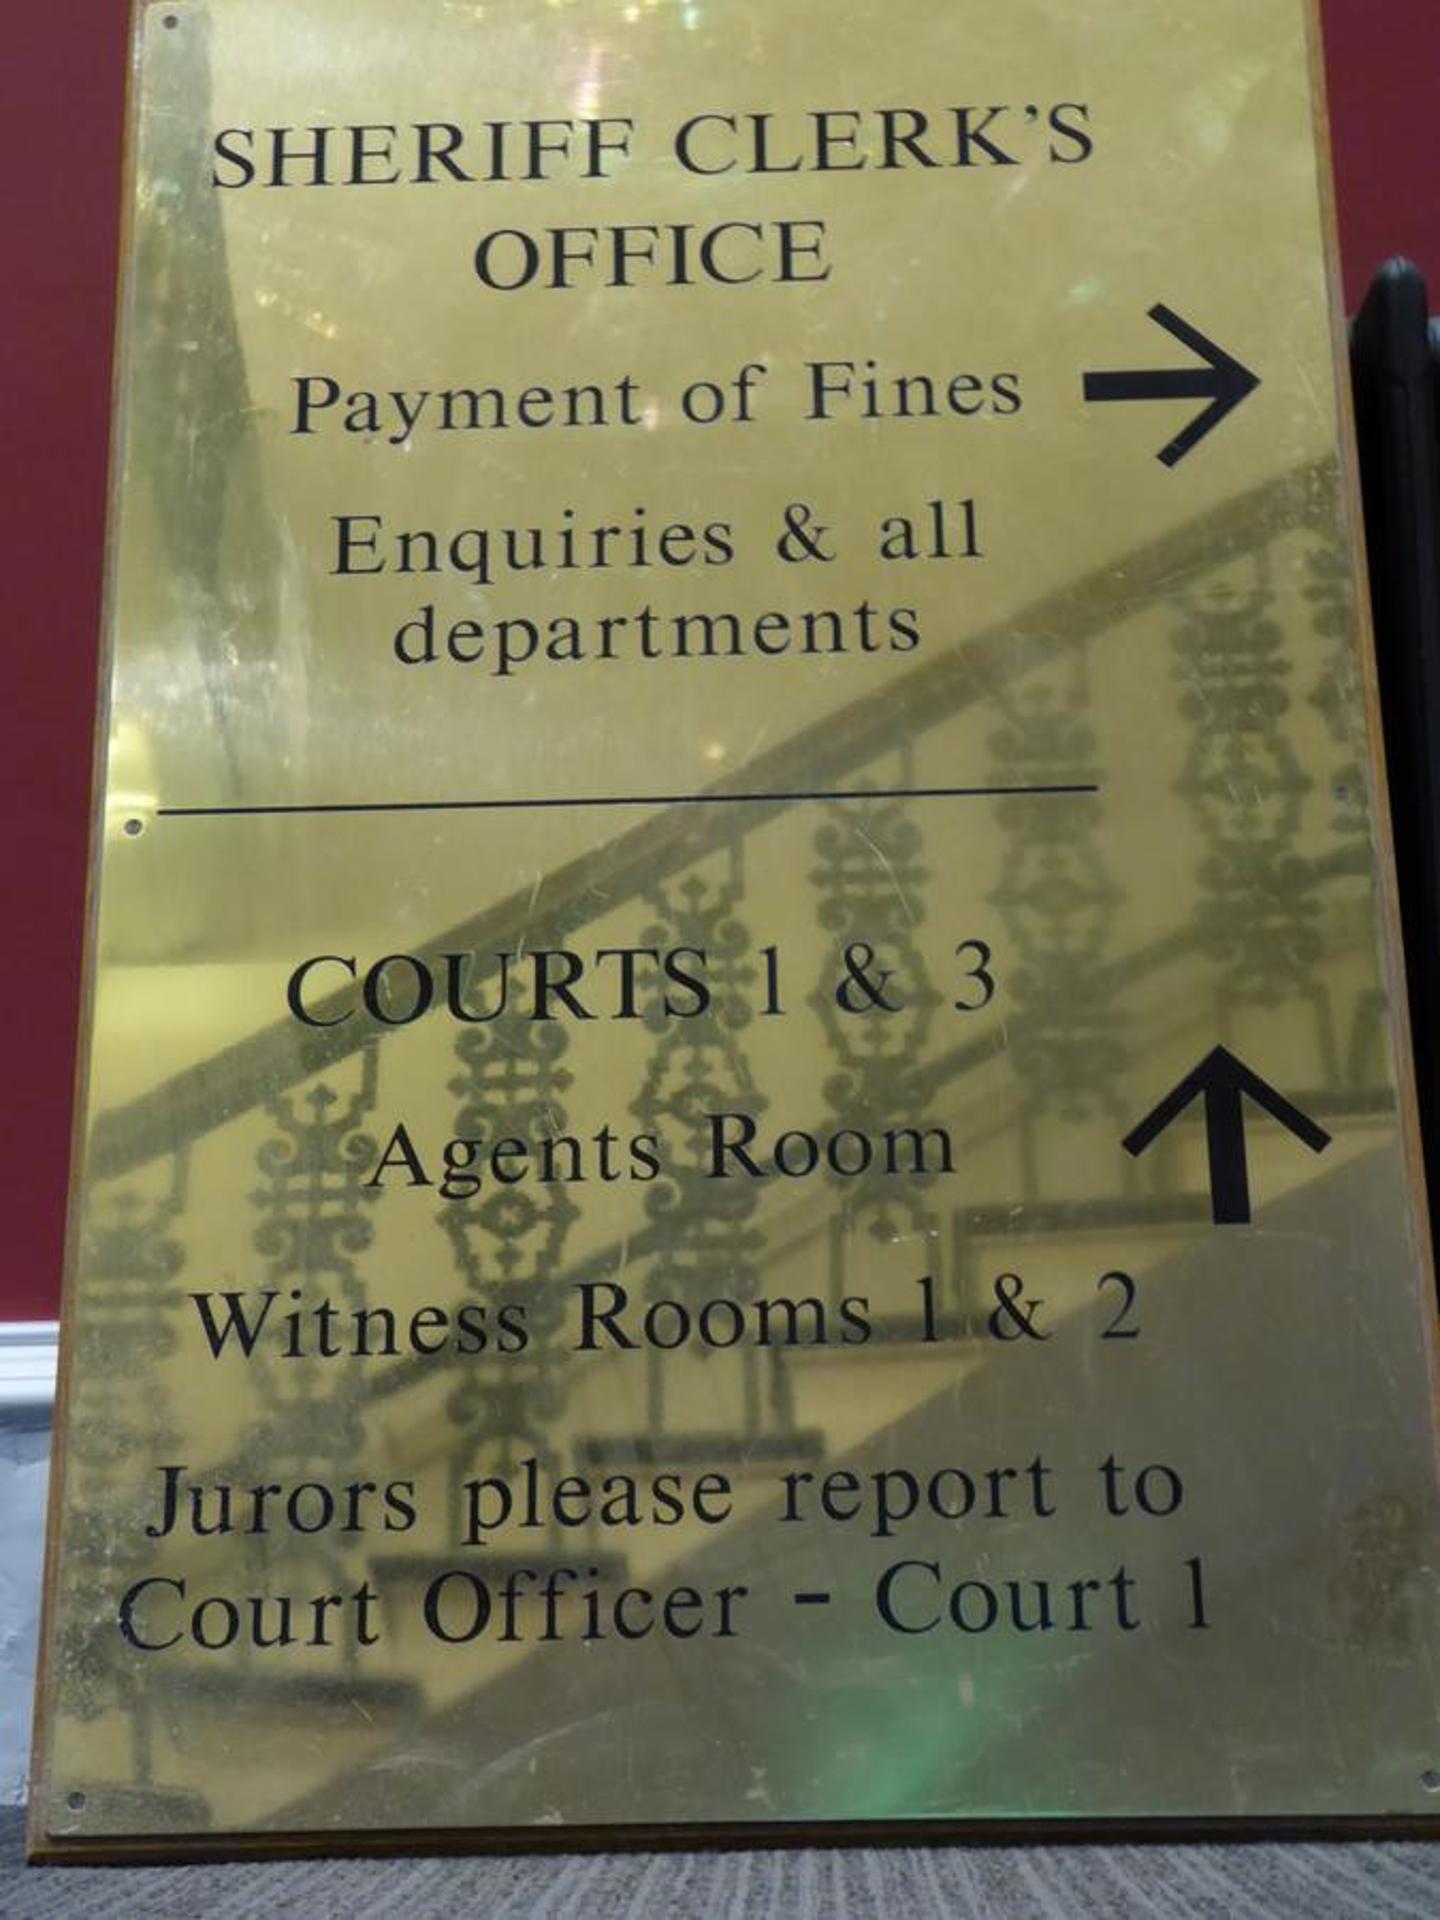 SHERIFF CLERK'S
OFFICE
Payment of Fines
Enquiries & all
departments
COURTS 1 & 3
Agents Room
Witness Rooms 1 & 2
Jurors please report to
Court Officer - Court 1